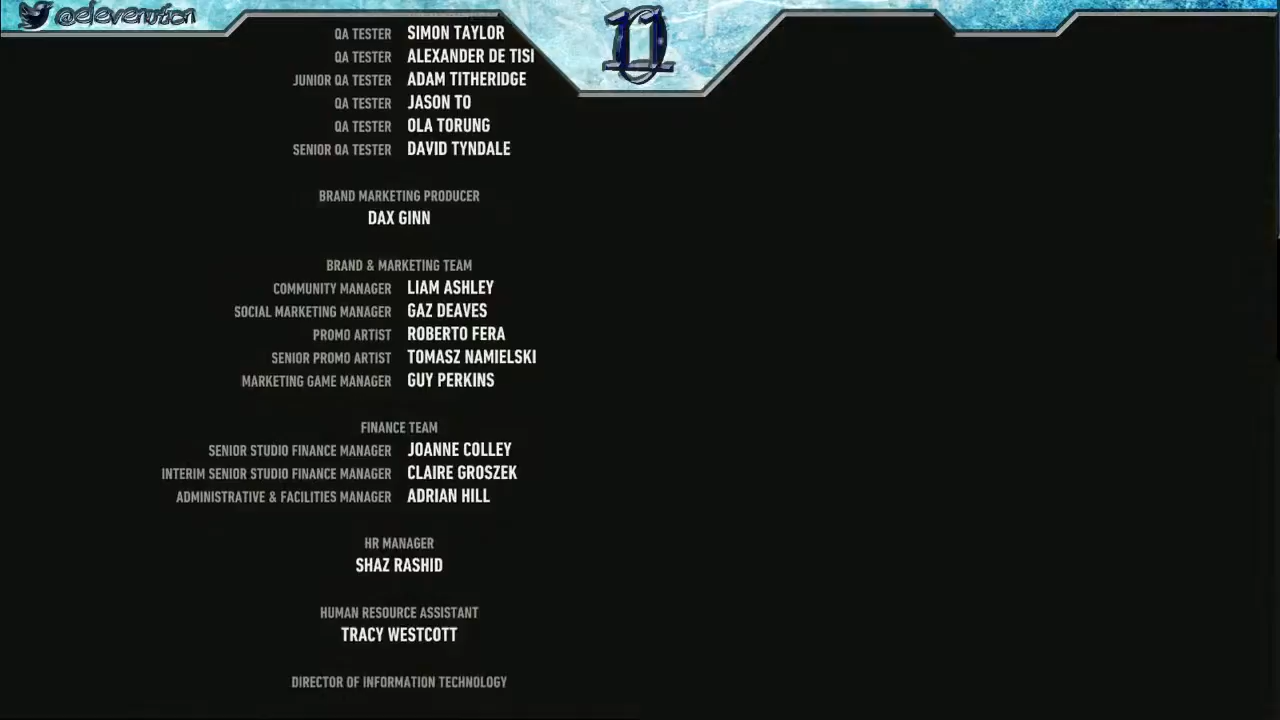 @elevenution
11
QA TESTER SIMON TAYLOR
QA TESTER ALEXANDER DE TISI
JUNIOR QA TESTER ADAM TITHERIDGE
QA TESTER JASON TO
QA TESTER OLA TORUNG
SENIOR QA TESTER DAVID TYNDALE
BRAND MARKETING PRODUCER
DAX GINN
BRAND & MARKETING TEAM
COMMUNITY MANAGER LIAM ASHLEY
SOCIAL MARKETING MANAGER GAZ DEAVES
PROMO ARTIST ROBERTO FERA
SENIOR PROMO ARTIST TOMASZ NAMIELSKI
MARKETING GAME MANAGER GUY PERKINS
FINANCE TEAM
SENIOR STUDIO FINANCE MANAGER JOANNE COLLEY
INTERIM SENIOR STUDIO FINANCE MANAGER CLAIRE GROSZEK
ADMINISTRATIVE & FACILITIES MANAGER ADRIAN HILL
HR MANAGER
SHAZ RASHID
HUMAN RESOURCE ASSISTANT
TRACY WESTCOTT
DIRECTOR OF INFORMATION TECHNOLOGY